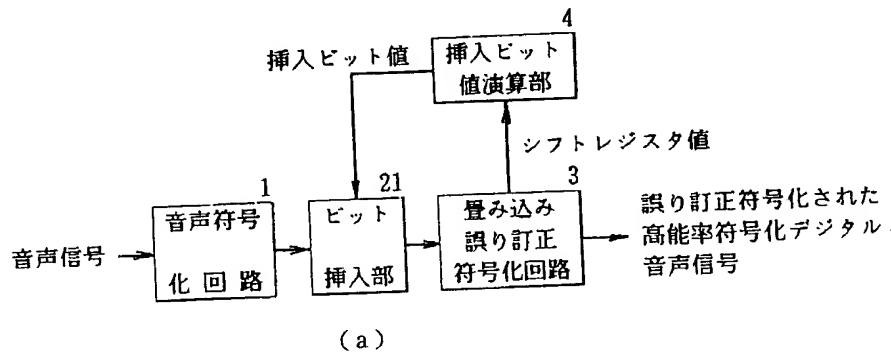 4
挿入ビット値
挿入ビット
値演算部
シフトレジスタ値
1
21
3
音声信号
音声符号
化回路
ビット
挿入部
畳み込み
誤り訂正
符号化回路
誤り訂正符号化された
高能率符号化デジタル
音声信号
(a)